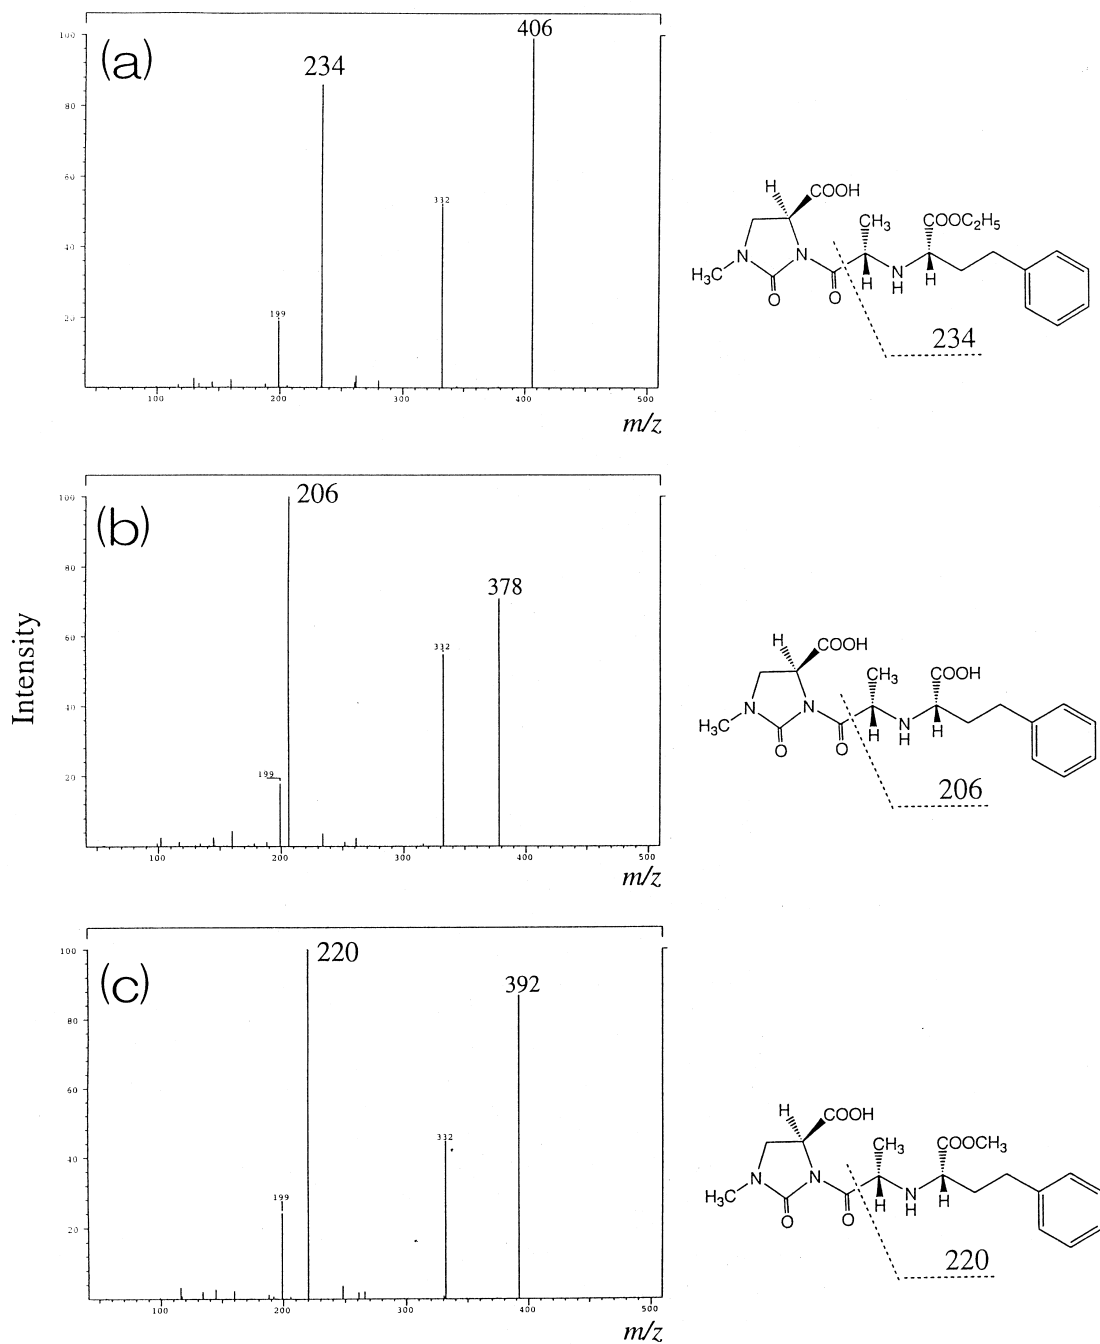 (a)
406
234
332
199
100
80
60
40
20
100 200 300 400 500
m/z
H
COOH
CH3
COOC2H5
N
N
H3C
O
O
H
N
H
H
234
(b)
206
378
332
199
100
80
60
40
20
100 200 300 400 500
m/z
Intensity
H
COOH
CH3
COOH
N
N
H3C
O
O
H
N
H
H
206
(c)
220
392
332
199
100
80
60
40
20
100 200 300 400 500
m/z
H
COOH
CH3
COOCH3
N
N
H3C
O
O
H
N
H
H
220